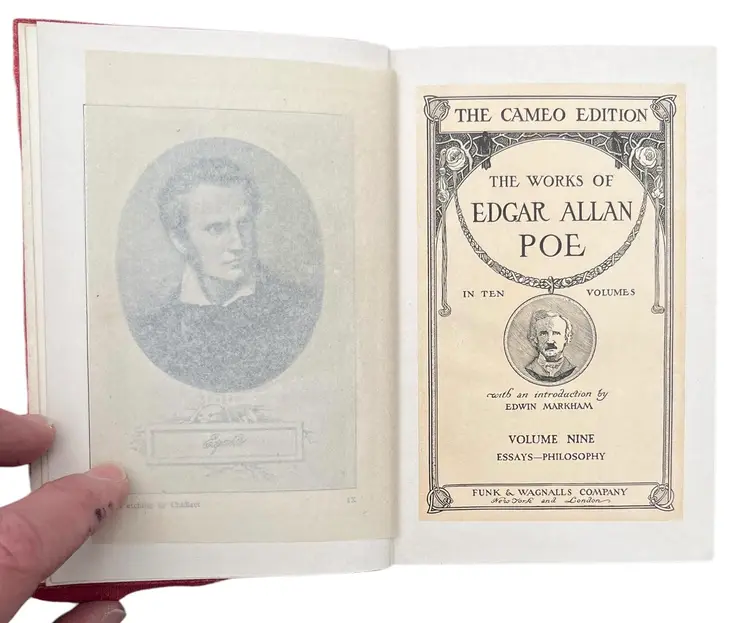 IX
THE CAMEO EDITION
THE WORKS OF
EDGAR ALLAN
POE
IN TEN VOLUMES
with an introduction by
EDWIN MARKHAM
VOLUME NINE
ESSAYS—PHILOSOPHY
FUNK & WAGNALLS COMPANY
New York and London